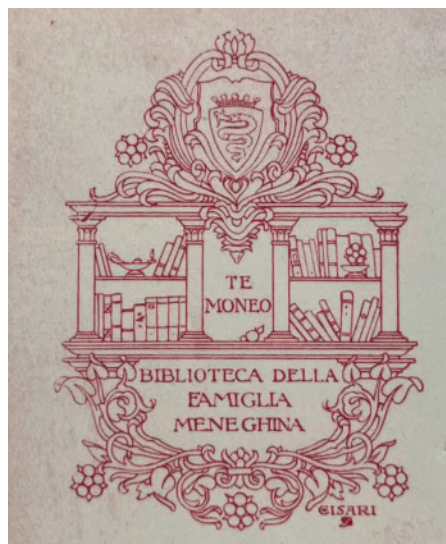 TE
MONEO
BIBLIOTECA DELLA
FAMIGLIA
MENEGHINA
CISARI